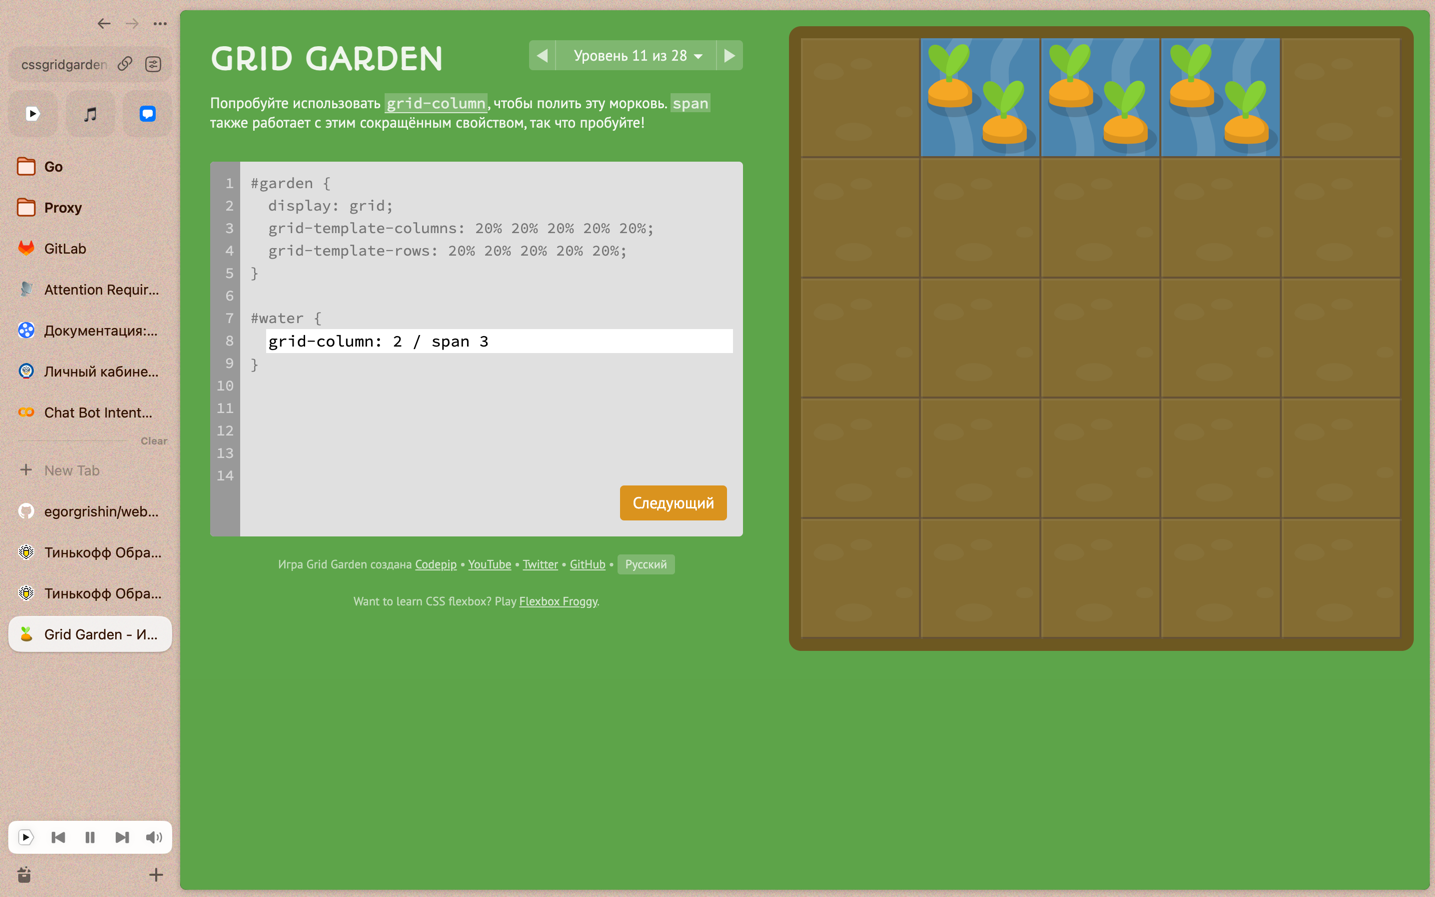 cssgridgarden
Go
Proxy
GitLab
Attention Requir...
Документация:...
Личный кабине...
Chat Bot Intent...
Clear
New Tab
egorgrishin/web...
Тинькофф Обра...
Тинькофф Обра...
Grid Garden - И...
GRID GARDEN
Уровень 11 из 28
Попробуйте использовать grid-column, чтобы полить эту морковь. span
также работает с этим сокращённым свойством, так что пробуйте!
1 #garden {
2 display: grid;
3 grid-template-columns: 20% 20% 20% 20% 20%;
4 grid-template-rows: 20% 20% 20% 20% 20%;
5 }
6
7 #water {
8 grid-column: 2 / span 3
9 }
10
11
12
13
14
Следующий
Игра Grid Garden создана Codepip • YouTube • Twitter • GitHub • Русский
Want to learn CSS flexbox? Play Flexbox Froggy.